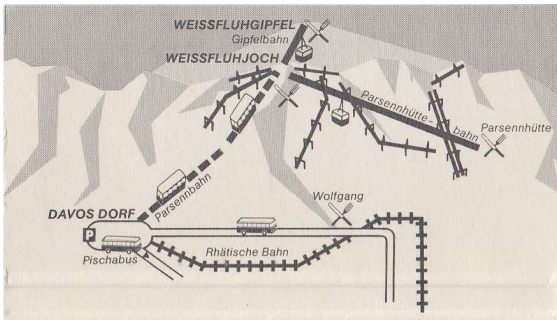 WEISSFLUHGIPFEL
Gipfelbahn
WEISSFLUHJOCH
Parsennhütte-
bahn
Parsennhütte
Parsennbahn
Wolfgang
DAVOS DORF
P
Pischabus
Rhätische Bahn